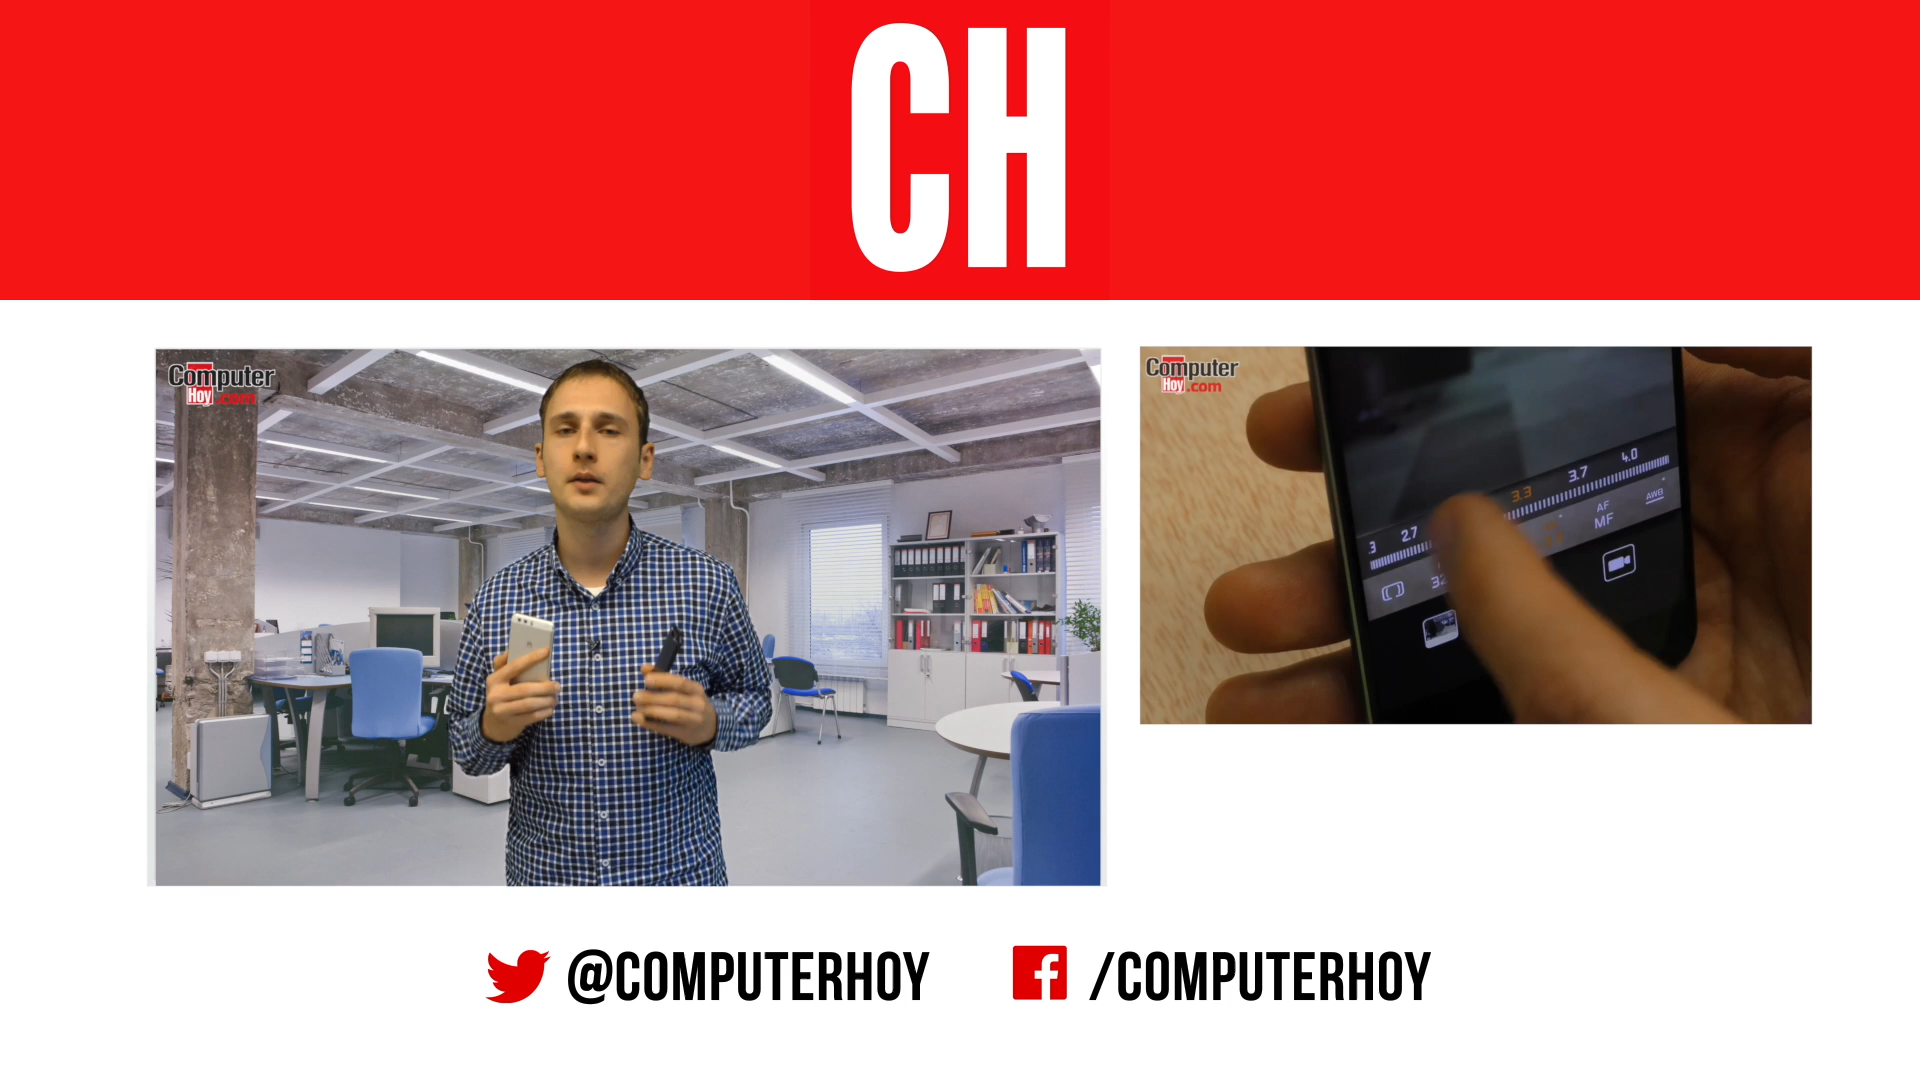 CH
Computer
Hoy.com
Computer
Hoy.com
4.0
3.7
3.3
2.7
.3
AWB
AF
MF
@COMPUTERHOY
/COMPUTERHOY